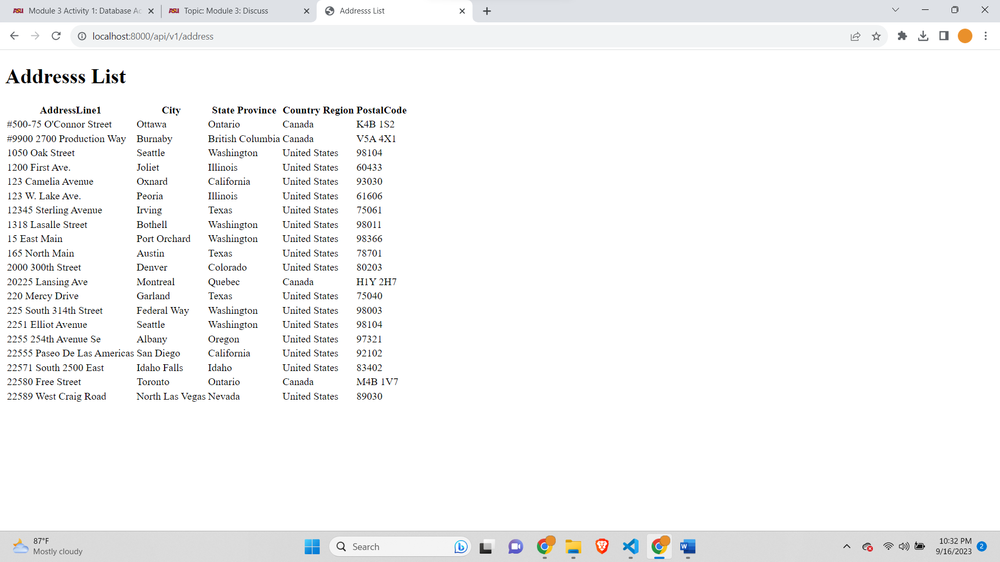 ASU Module 3 Activity 1: Database Ac
ASU Topic: Module 3: Discuss
Addresss List
localhost:8000/api/v1/address
Addresss List
AddressLine1 City State Province Country Region PostalCode
#500-75 O'Connor Street Ottawa Ontario Canada K4B 1S2
#9900 2700 Production Way Burnaby British Columbia Canada V5A 4X1
1050 Oak Street Seattle Washington United States 98104
1200 First Ave. Joliet Illinois United States 60433
123 Camelia Avenue Oxnard California United States 93030
123 W. Lake Ave. Peoria Illinois United States 61606
12345 Sterling Avenue Irving Texas United States 75061
1318 Lasalle Street Bothell Washington United States 98011
15 East Main Port Orchard Washington United States 98366
165 North Main Austin Texas United States 78701
2000 300th Street Denver Colorado United States 80203
20225 Lansing Ave Montreal Quebec Canada H1Y 2H7
220 Mercy Drive Garland Texas United States 75040
225 South 314th Street Federal Way Washington United States 98003
2251 Elliot Avenue Seattle Washington United States 98104
2255 254th Avenue Se Albany Oregon United States 97321
22555 Paseo De Las Americas San Diego California United States 92102
22571 South 2500 East Idaho Falls Idaho United States 83402
22580 Free Street Toronto Ontario Canada M4B 1V7
22589 West Craig Road North Las Vegas Nevada United States 89030
87°F
Mostly cloudy
Search
W
10:32 PM
9/16/2023
2